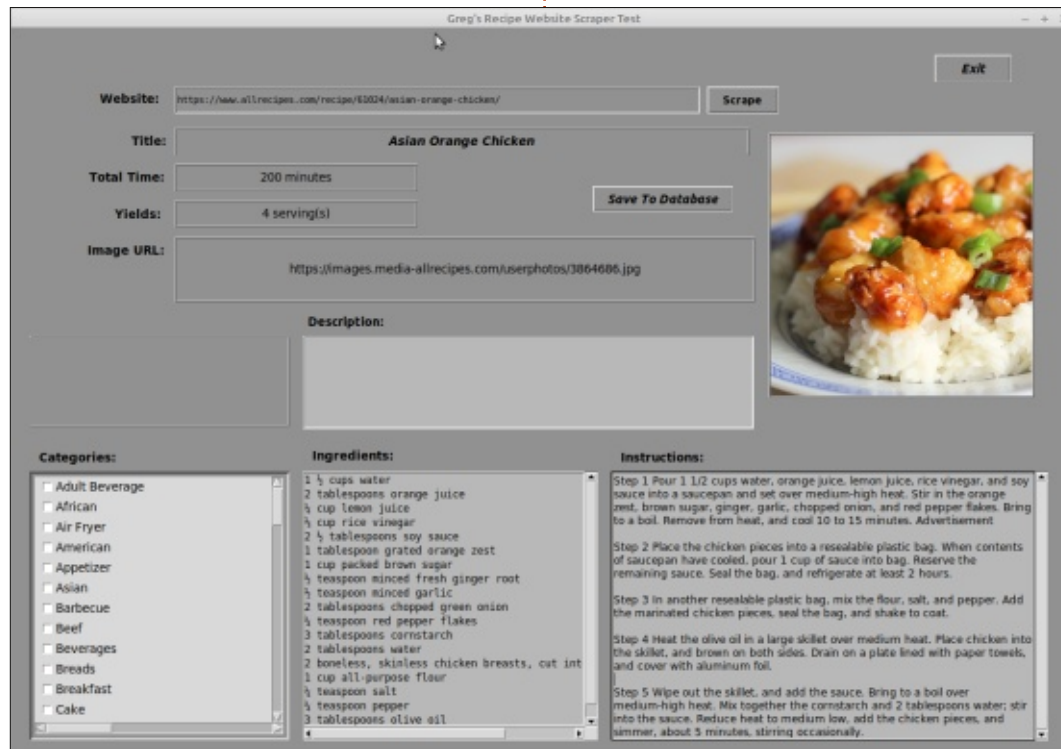 Greg's Recipe Website Scraper Test
Exit
Website:
https://www.allrecipes.com/recipe/61024/asian-orange-chicken/
Scrape
Title:
Asian Orange Chicken
Total Time:
200 minutes
Save To Database
Yields:
4 serving(s)
Image URL:
https://images.media-allrecipes.com/userphotos/3864686.jpg
Description:
Categories:
Adult Beverage
African
Air Fryer
American
Appetizer
Asian
Barbecue
Beef
Beverages
Breads
Breakfast
Cake
Ingredients:
1 ½ cups water
2 tablespoons orange juice
cup lemon juice
cup rice vinegar
2 ½ tablespoons soy sauce
1 tablespoon grated orange zest
1 cup packed brown sugar
teaspoon minced fresh ginger root
teaspoon minced garlic
2 tablespoons chopped green onion
teaspoon red pepper flakes
3 tablespoons cornstarch
2 tablespoons water
2 boneless, skinless chicken breasts, cut int
1 cup all-purpose flour
teaspoon salt
teaspoon pepper
3 tablespoons olive oil
Instructions:
Step 1 Pour 1 1/2 cups water, orange juice, lemon juice, rice vinegar, and soy
sauce into a saucepan and set over medium-high heat. Stir in the orange
zest, brown sugar, ginger, garlic, chopped onion, and red pepper flakes. Bring
to a boil. Remove from heat, and cool 10 to 15 minutes. Advertisement
Step 2 Place the chicken pieces into a resealable plastic bag. When contents
of saucepan have cooled, pour 1 cup of sauce into bag. Reserve the
remaining sauce. Seal the bag, and refrigerate at least 2 hours.
Step 3 In another resealable plastic bag, mix the flour, salt, and pepper. Add
the marinated chicken pieces, seal the bag, and shake to coat.
Step 4 Heat the olive oil in a large skillet over medium heat. Place chicken into
the skillet, and brown on both sides. Drain on a plate lined with paper towels,
and cover with aluminum foil.
Step 5 Wipe out the skillet, and add the sauce. Bring to a boil over
medium-high heat. Mix together the cornstarch and 2 tablespoons water; stir
into the sauce. Reduce heat to medium low, add the chicken pieces, and
simmer, about 5 minutes, stirring occasionally.